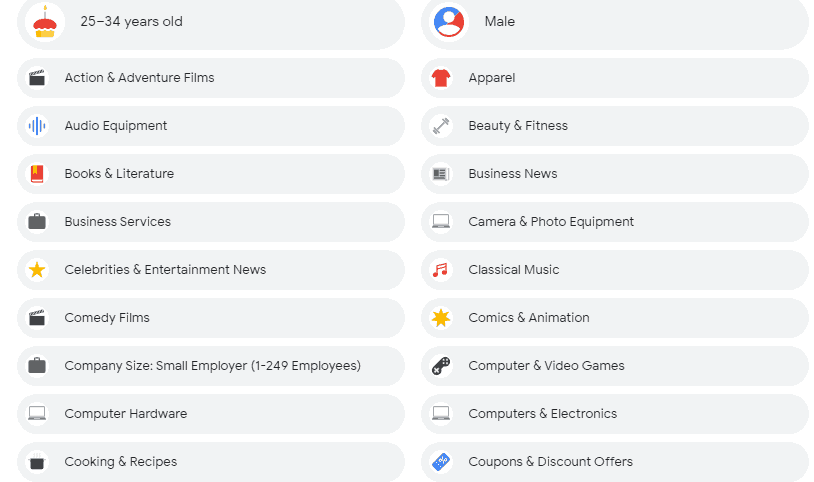 25–34 years old
Male
Action & Adventure Films
Apparel
Audio Equipment
Beauty & Fitness
Books & Literature
Business News
Business Services
Camera & Photo Equipment
Celebrities & Entertainment News
Classical Music
Comedy Films
Comics & Animation
Company Size: Small Employer (1-249 Employees)
Computer & Video Games
Computer Hardware
Computers & Electronics
Cooking & Recipes
Coupons & Discount Offers